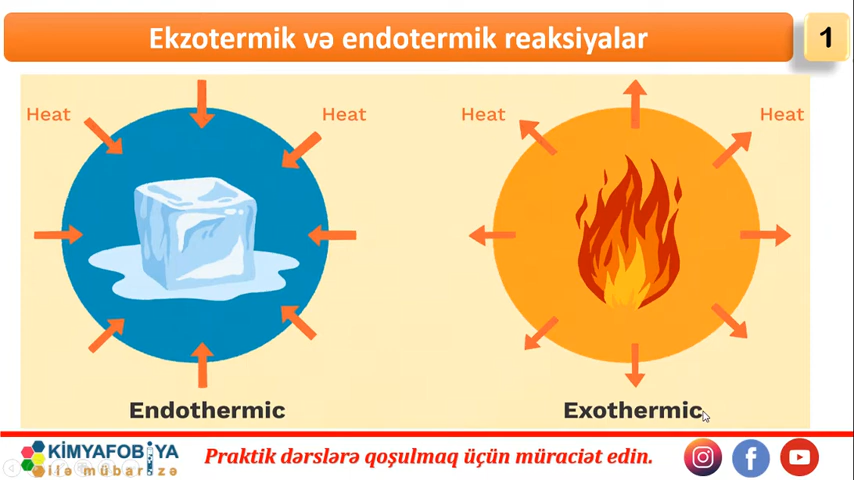 Ekzotermik və endotermik reaksiyalar
1
Heat
Heat
Heat
Heat
Endothermic
Exothermic
KİMYAFOBİYA
ilə mübarizə
Praktik dərslərə qoşulmaq üçün müraciət edin.